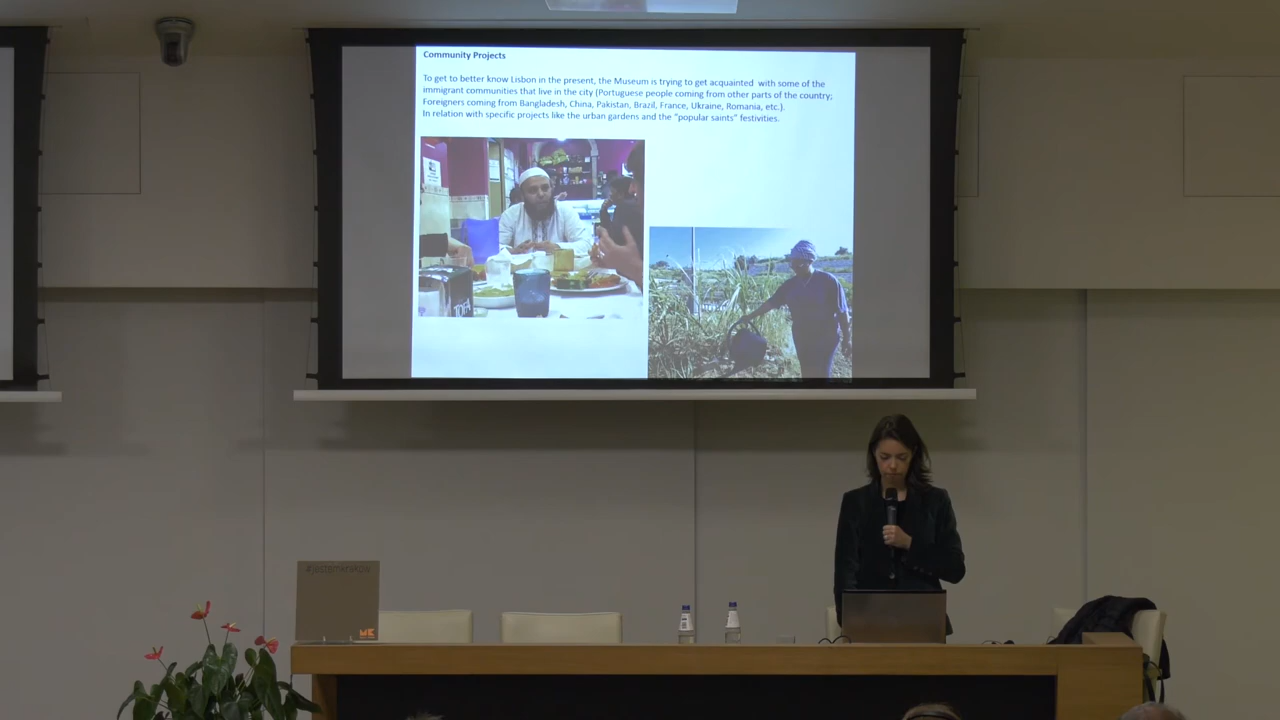 Community Projects
To get to better know Lisbon in the present, the Museum is trying to get acquainted with some of the
immigrant communities that live in the city (Portuguese people coming from other parts of the country;
Foreigners coming from Bangladesh, China, Pakistan, Brazil, France, Ukraine, Romania, etc.).
In relation with specific projects like the urban gardens and the "popular saints" festivities.
#jestemkrakow
MK